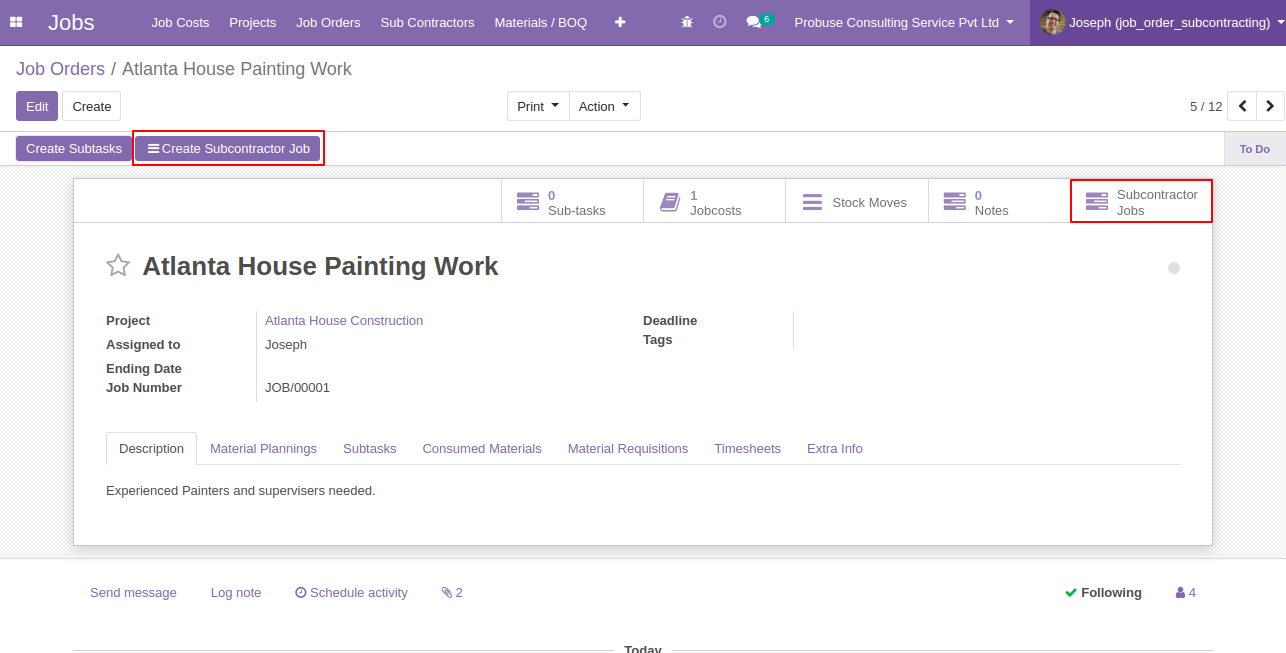 Jobs Job Costs Projects Job Orders Sub Contractors Materials / BOQ 6 Probuse Consulting Service Pvt Ltd Joseph (job_order_subcontracting)
Job Orders / Atlanta House Painting Work
Edit Create Print Action 5 / 12
Create Subtasks Create Subcontractor Job To Do
0 Sub-tasks
1 Jobcosts
Stock Moves
0 Notes
Subcontractor Jobs
Atlanta House Painting Work
Project Atlanta House Construction
Assigned to Joseph
Ending Date
Job Number JOB/00001
Deadline
Tags
Description Material Plannings Subtasks Consumed Materials Material Requisitions Timesheets Extra Info
Experienced Painters and supervisers needed.
Send message Log note Schedule activity 2 Following 4
Today